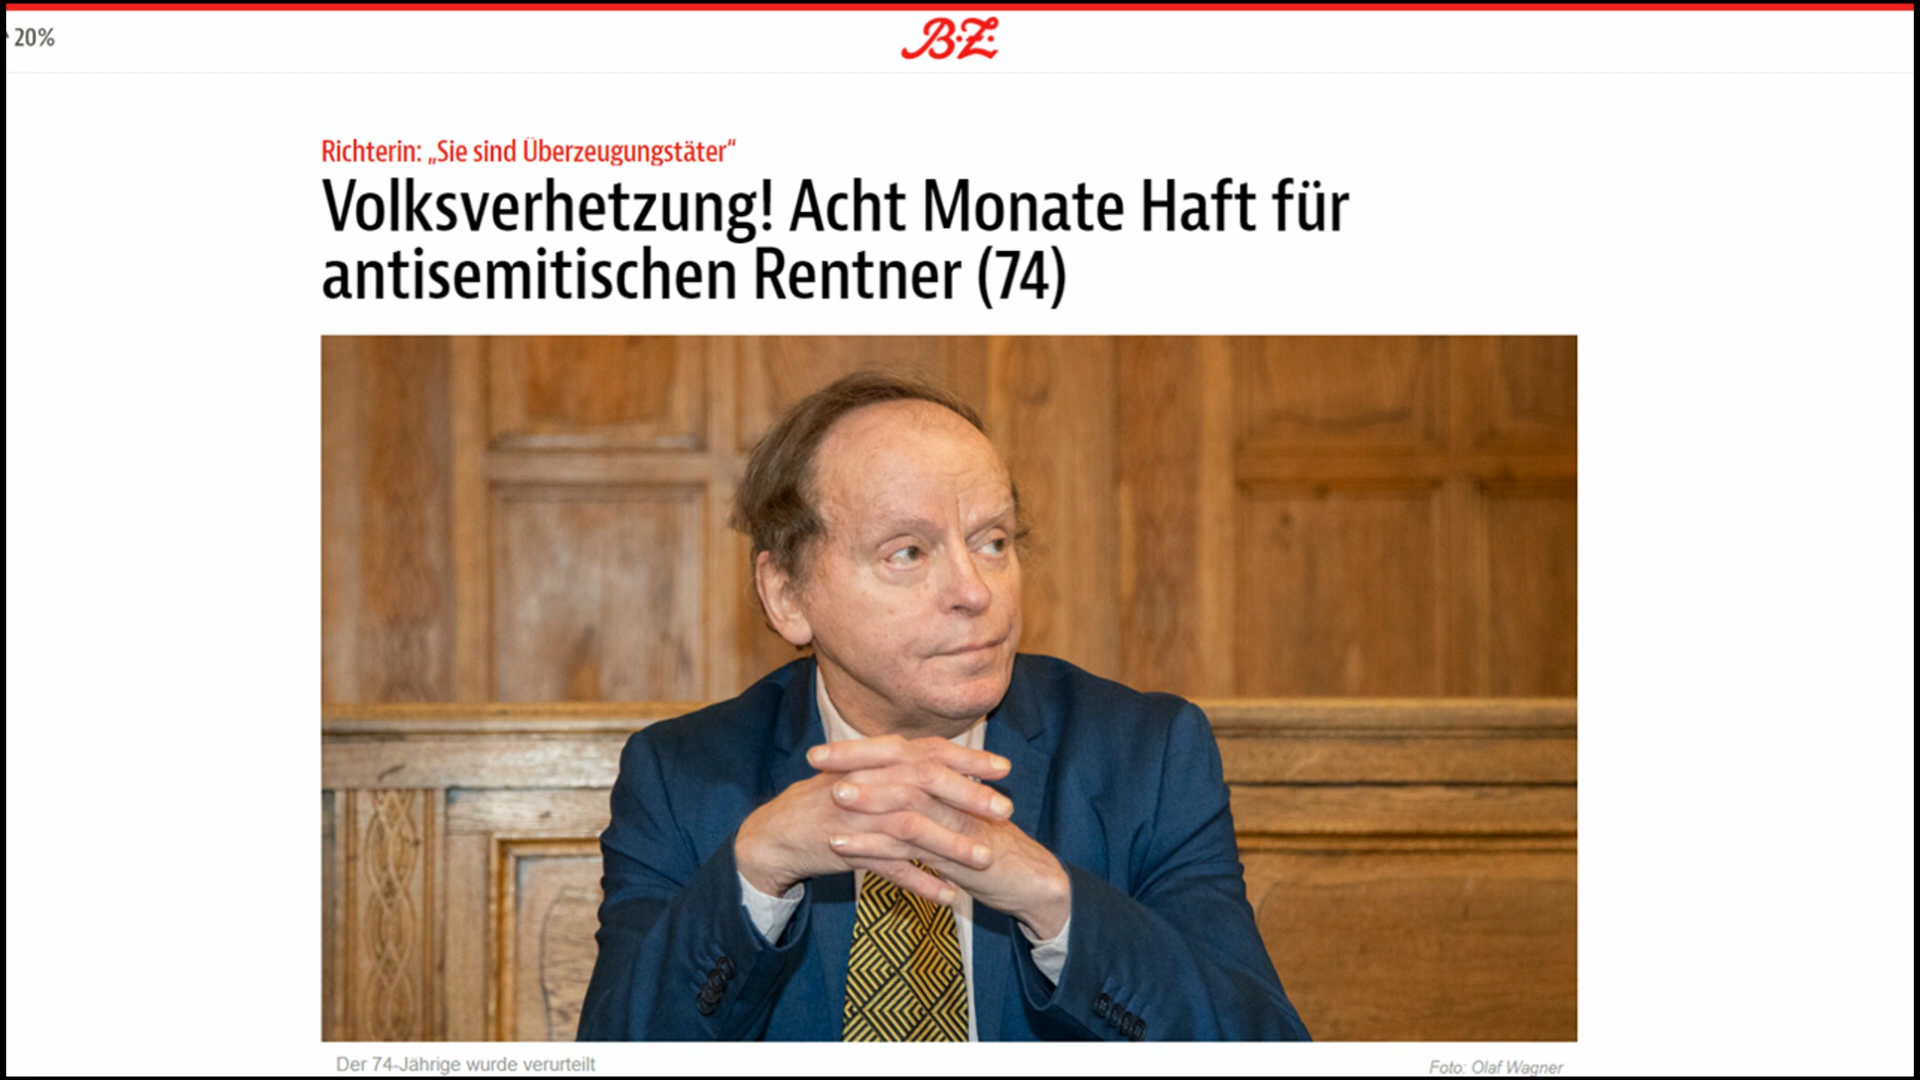 20%
B.Z.
Richterin: „Sie sind Überzeugungstäter“
Volksverhetzung! Acht Monate Haft für
antisemitischen Rentner (74)
Der 74-Jährige wurde verurteilt
Foto: Olaf Wagner